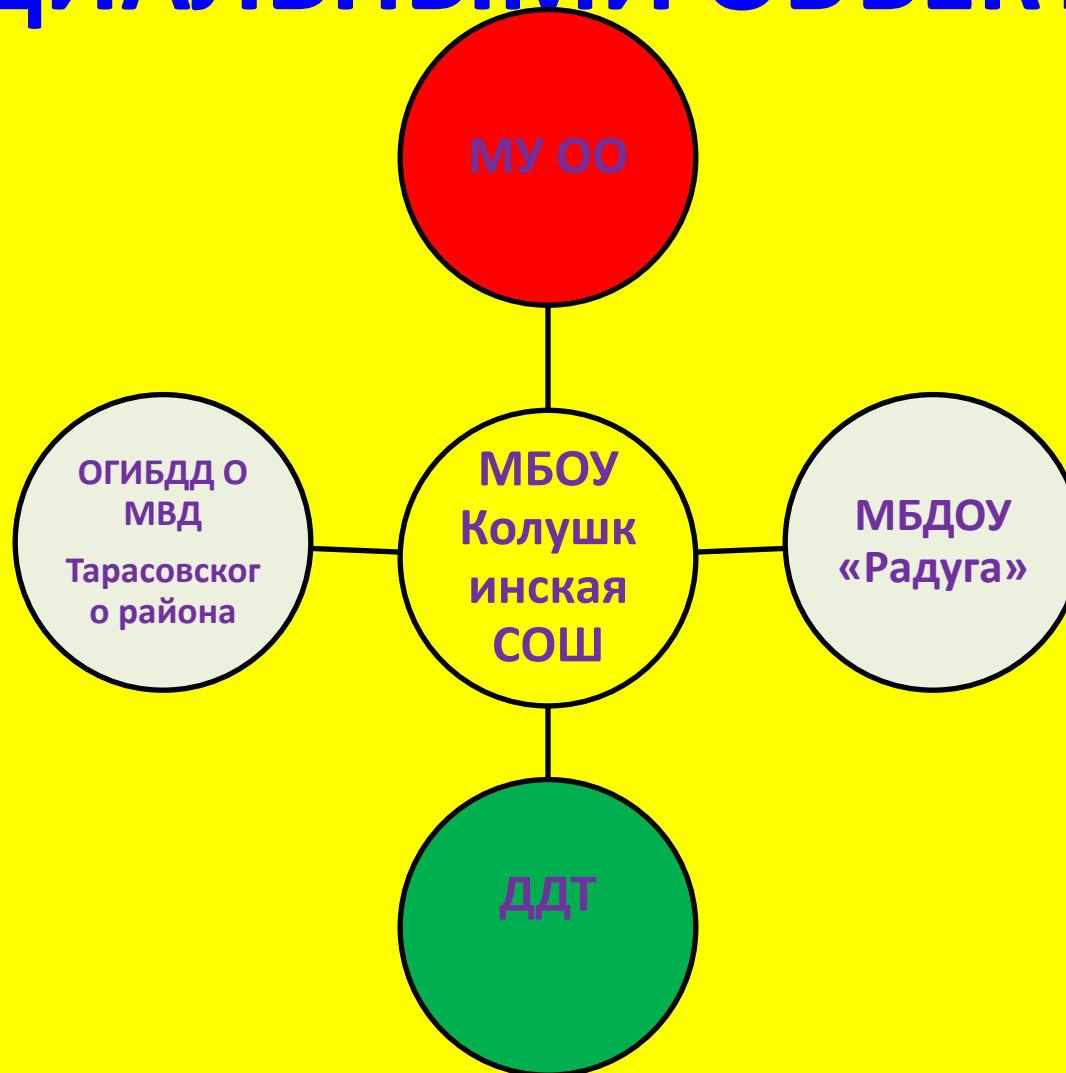 МУ ОО
ОГИБДД О
МВД
Тарасовског
о района
МБОУ
Колушк
инская
СОШ
МБДОУ
«Радуга»
ДДТ